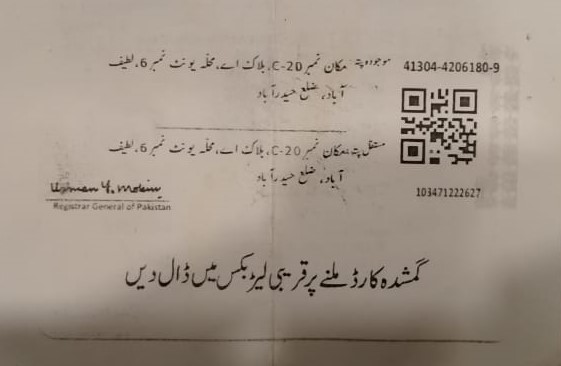 موجودہ پتہ مکان نمبر C-20، بلاک اے، محلہ یونٹ نمبر 6، لطیف
آباد، ضلع حیدرآباد
41304-4206180-9
مستقل پتہ مکان نمبر C-20، بلاک اے، محلہ یونٹ نمبر 6، لطیف
آباد، ضلع حیدرآباد
103471222627
Usman Y. Mobin
Registrar General of Pakistan
گمشدہ کارڈ ملنے پر قریبی لیٹر بکس میں ڈال دیں